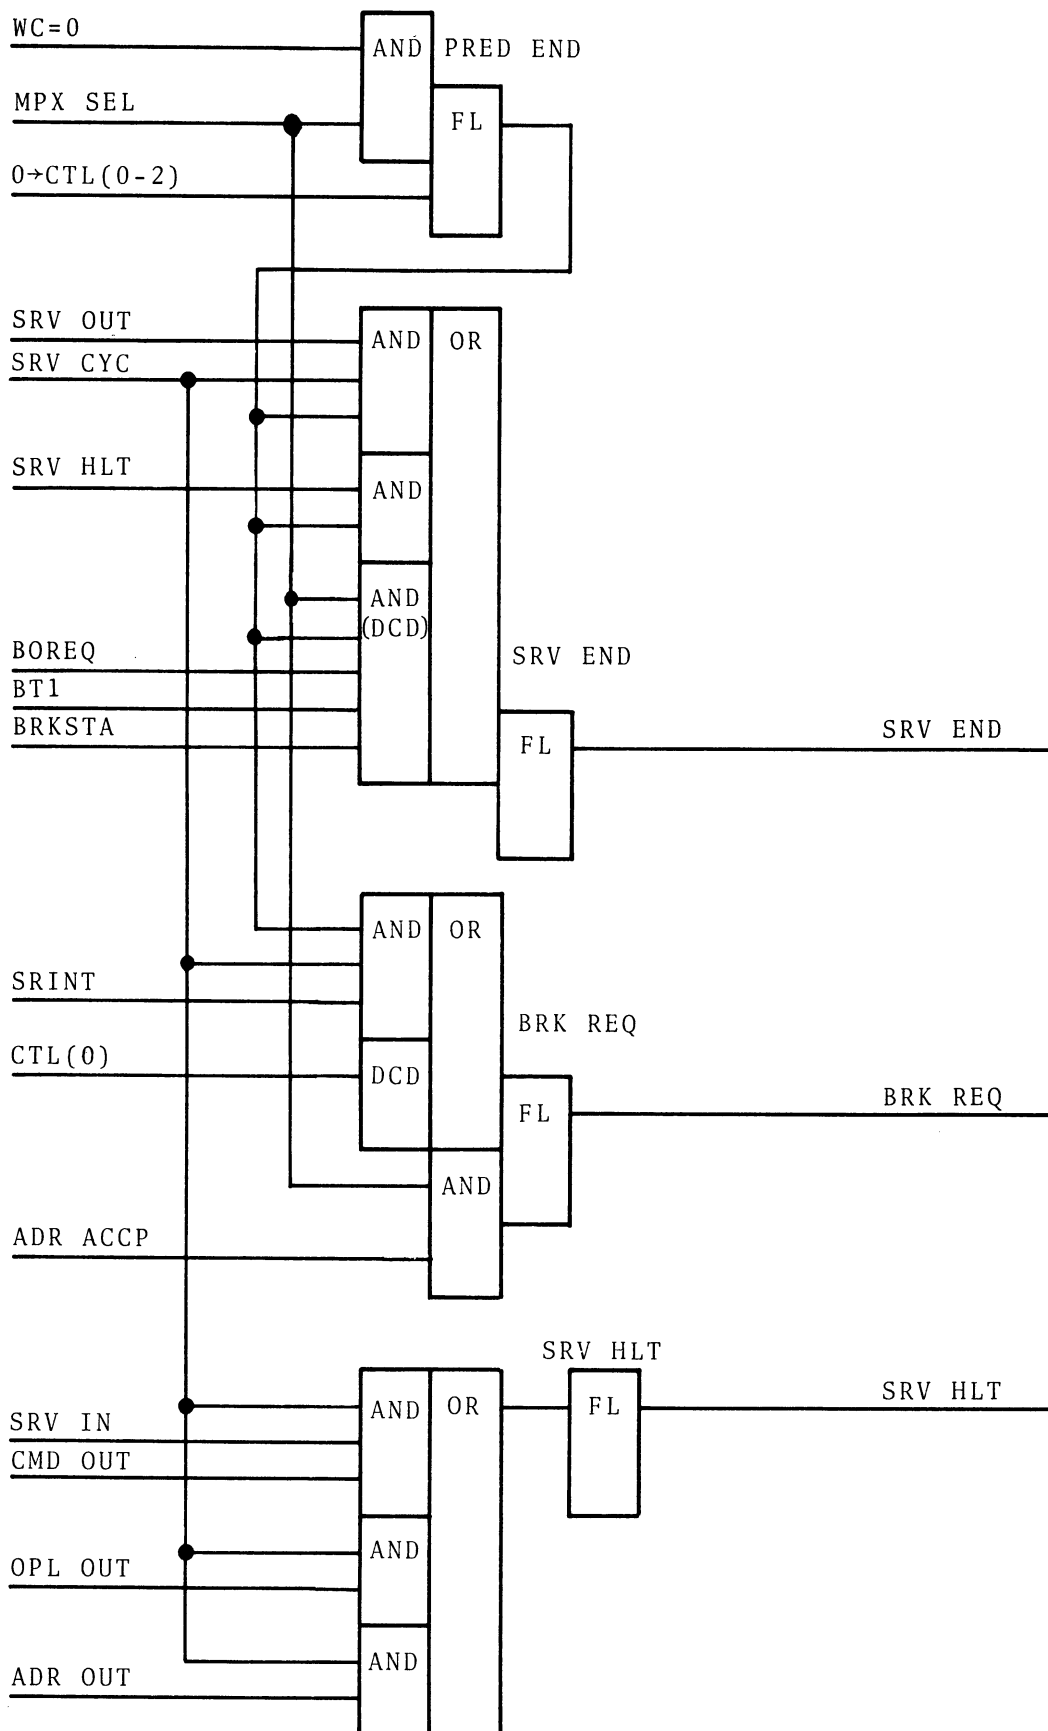 WC=0
AND PRED END
MPX SEL
FL
0→CTL(0-2)
SRV OUT
AND OR
SRV CYC
SRV HLT
AND
AND
(DCD)
BOREQ
SRV END
BT1
BRKSTA
FL
SRV END
AND OR
SRINT
BRK REQ
CTL(0)
DCD
FL
BRK REQ
AND
ADR ACCP
SRV HLT
AND OR FL
SRV HLT
SRV IN
CMD OUT
AND
OPL OUT
AND
ADR OUT